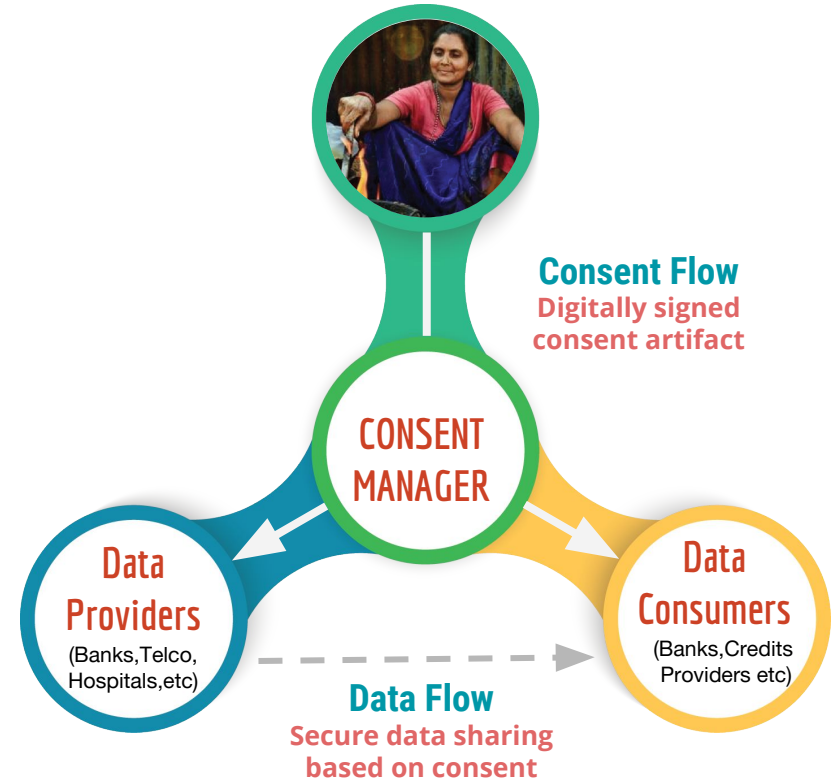 Consent Flow
Digitally signed
consent artifact
CONSENT
MANAGER
Data
Providers
(Banks,Telco,
Hospitals,etc)
Data
Consumers
(Banks,Credits
Providers etc)
Data Flow
Secure data sharing
based on consent